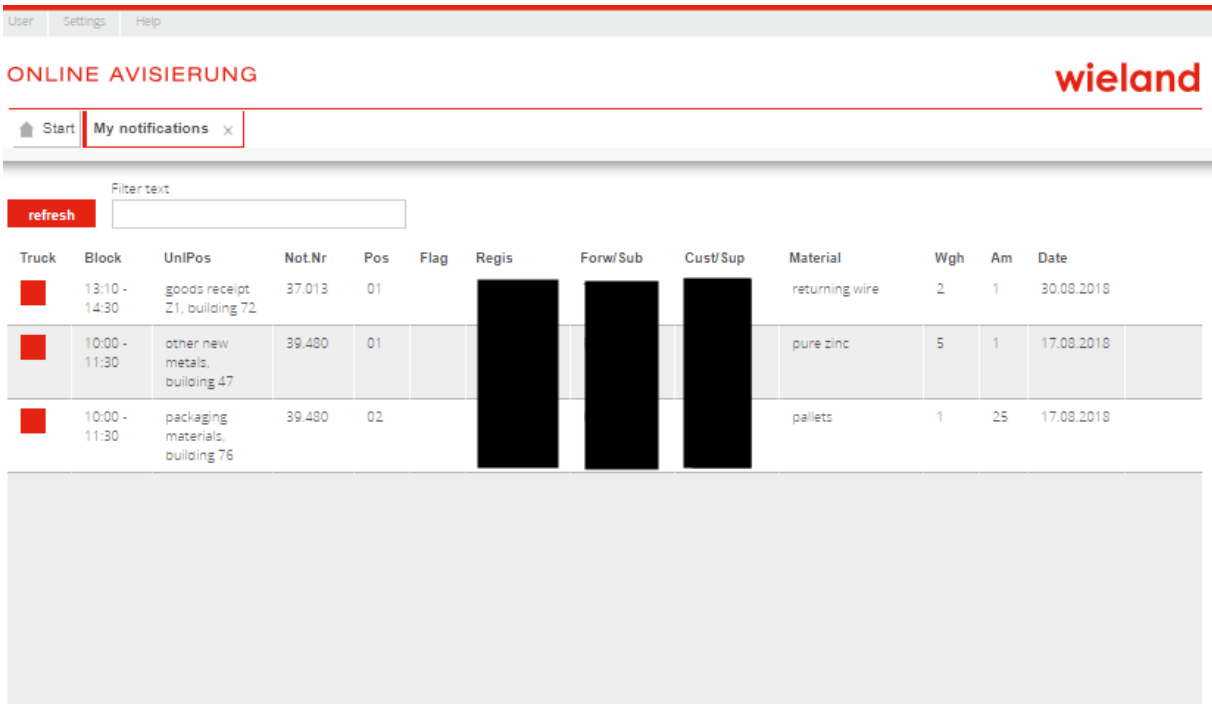 User Settings Help
ONLINE AVISIERUNG
wieland
Start My notifications ×
Filter text
refresh
Truck Block UnlPos Not.Nr Pos Flag Regis Forw/Sub Cust/Sup Material Wgh Am Date
13:10 - goods receipt 37.013 01 returning wire 2 1 30.08.2018
14:30 Z1, building 72
10:00 - other new 39.480 01 pure zinc 5 1 17.08.2018
11:30 metals,
building 47
10:00 - packaging 39.480 02 pallets 1 25 17.08.2018
11:30 materials,
building 76